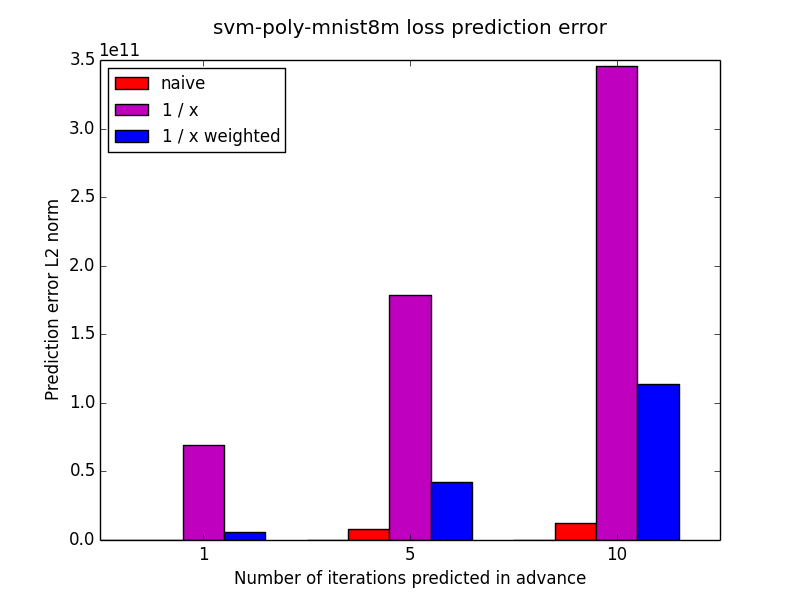 svm-poly-mnist8m loss prediction error
1e11
3.5
3.0
2.5
2.0
1.5
1.0
0.5
0.0
naive
1 / x
1 / x weighted
Prediction error L2 norm
1 5 10
Number of iterations predicted in advance